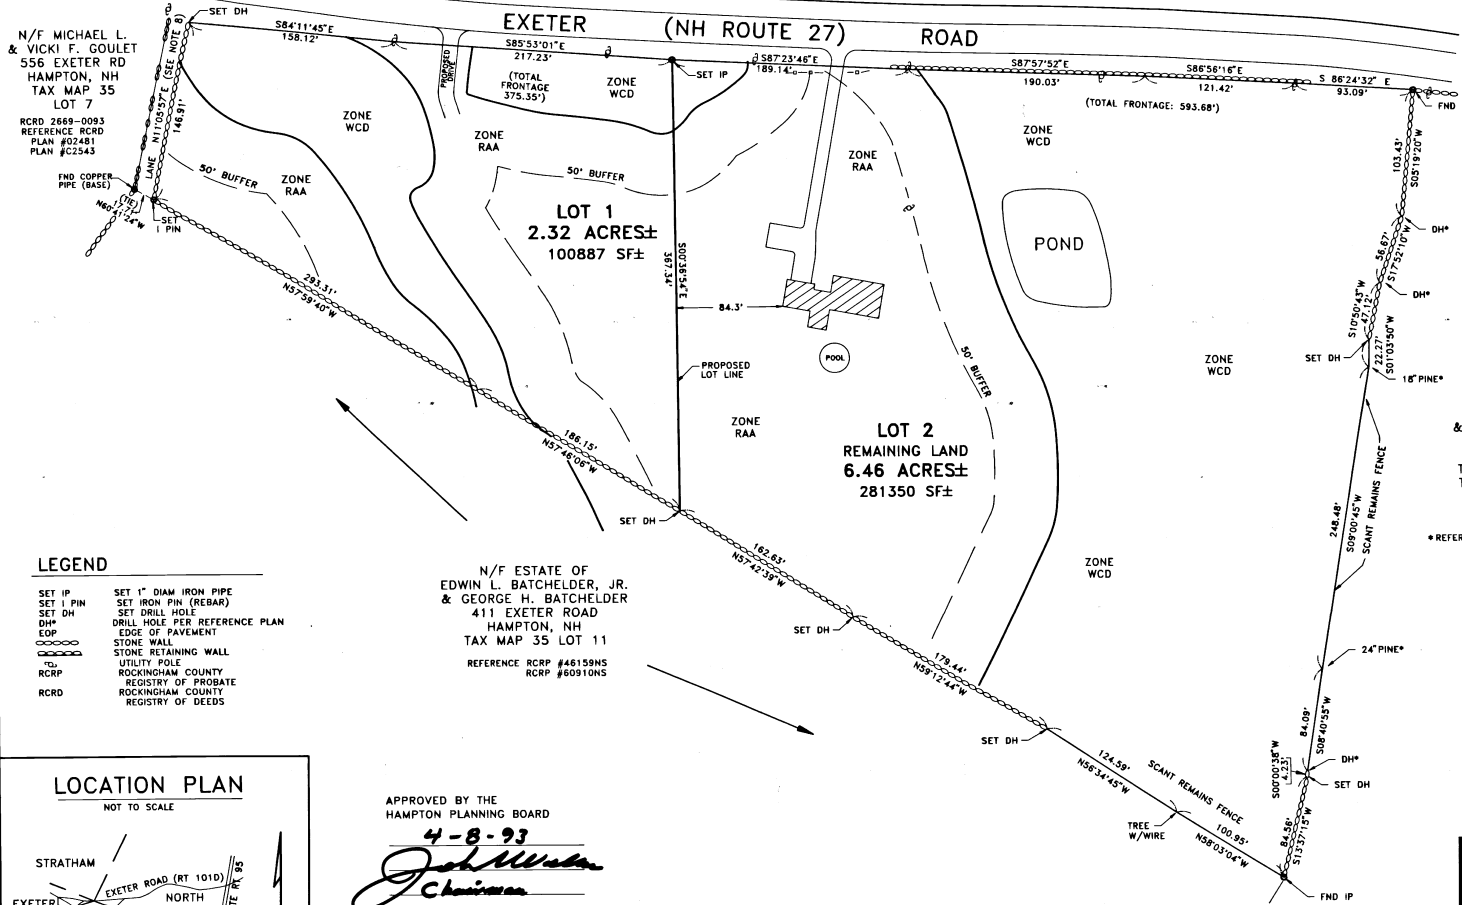 EXETER (NH ROUTE 27) ROAD
N/F MICHAEL L.
& VICKI F. GOULET
556 EXETER RD
HAMPTON, NH
TAX MAP 35
LOT 7
RCRD 2669-0093
REFERENCE RCRD
PLAN #02481
PLAN #C2543
FND COPPER
PIPE (BASE)
(TIE)
SET
I PIN
LANE N11°05'57"E (SEE NOTE 8)
146.91'
SET DH
S84°11'45"E
158.12'
PROPOSED
DRIVE
S85°53'01"E
217.23'
(TOTAL
FRONTAGE
375.35')
ZONE
WCD
SET IP
S87°23'46"E
189.14'
S87°57'52"E
190.03'
S86°56'16"E
121.42'
S 86°24'32" E
93.09'
(TOTAL FRONTAGE: 593.68')
FND
ZONE
WCD
ZONE
RAA
ZONE
RAA
ZONE
RAA
ZONE
WCD
50' BUFFER
50' BUFFER
LOT 1
2.32 ACRES±
100887 SF±
S00°36'54"E
367.34'
84.3'
POOL
POND
PROPOSED
LOT LINE
50' BUFFER
ZONE
WCD
ZONE
RAA
LOT 2
REMAINING LAND
6.46 ACRES±
281350 SF±
ZONE
WCD
103.43'
S05°19'20"W
DH*
56.67'
S17°52'10"W
DH*
S10°50'43"W
47.12'
SET DH
22.27'
S01°03'50"W
18" PINE*
&
*REFER
248.48'
S09°00'45"W
SCANT REMAINS FENCE
24" PINE*
84.09'
S08°40'55"W
DH*
SET DH
S00°00'38"W
4.23'
84.56'
S13°37'15"W
FND IP
293.31'
N57°59'40"W
186.15'
N57°46'06"W
SET DH
162.63'
N57°42'39"W
SET DH
179.44'
N59°12'44"W
SET DH
124.59'
N56°34'45"W
SCANT REMAINS FENCE
TREE
W/WIRE
100.95'
N58°03'04"W
N/F ESTATE OF
EDWIN L. BATCHELDER, JR.
& GEORGE H. BATCHELDER
411 EXETER ROAD
HAMPTON, NH
TAX MAP 35 LOT 11
REFERENCE RCRP #46159NS
RCRP #60910NS
LEGEND
SET IP SET 1" DIAM IRON PIPE
SET I PIN SET IRON PIN (REBAR)
SET DH SET DRILL HOLE
DH* DRILL HOLE PER REFERENCE PLAN
EOP EDGE OF PAVEMENT
STONE WALL
STONE RETAINING WALL
UTILITY POLE
RCRP ROCKINGHAM COUNTY
REGISTRY OF PROBATE
RCRD ROCKINGHAM COUNTY
REGISTRY OF DEEDS
LOCATION PLAN
NOT TO SCALE
STRATHAM
EXETER ROAD (RT 101D)
NORTH
EXETER
RT 95
APPROVED BY THE
HAMPTON PLANNING BOARD
4-8-93
Chairman